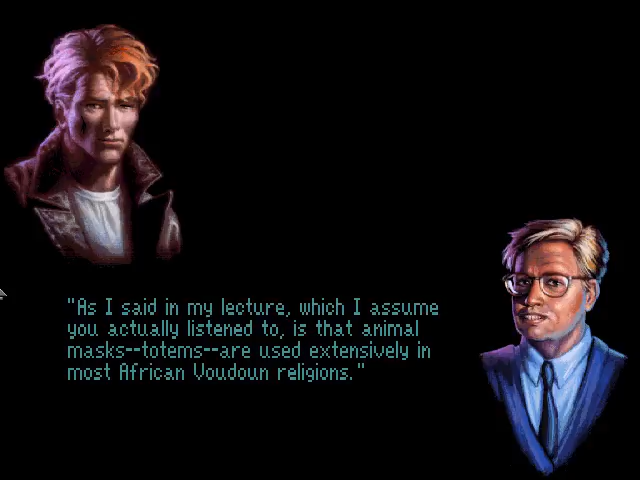 "As I said in my lecture, which I assume
you actually listened to, is that animal
masks--totems--are used extensively in
most African Voudoun religions."